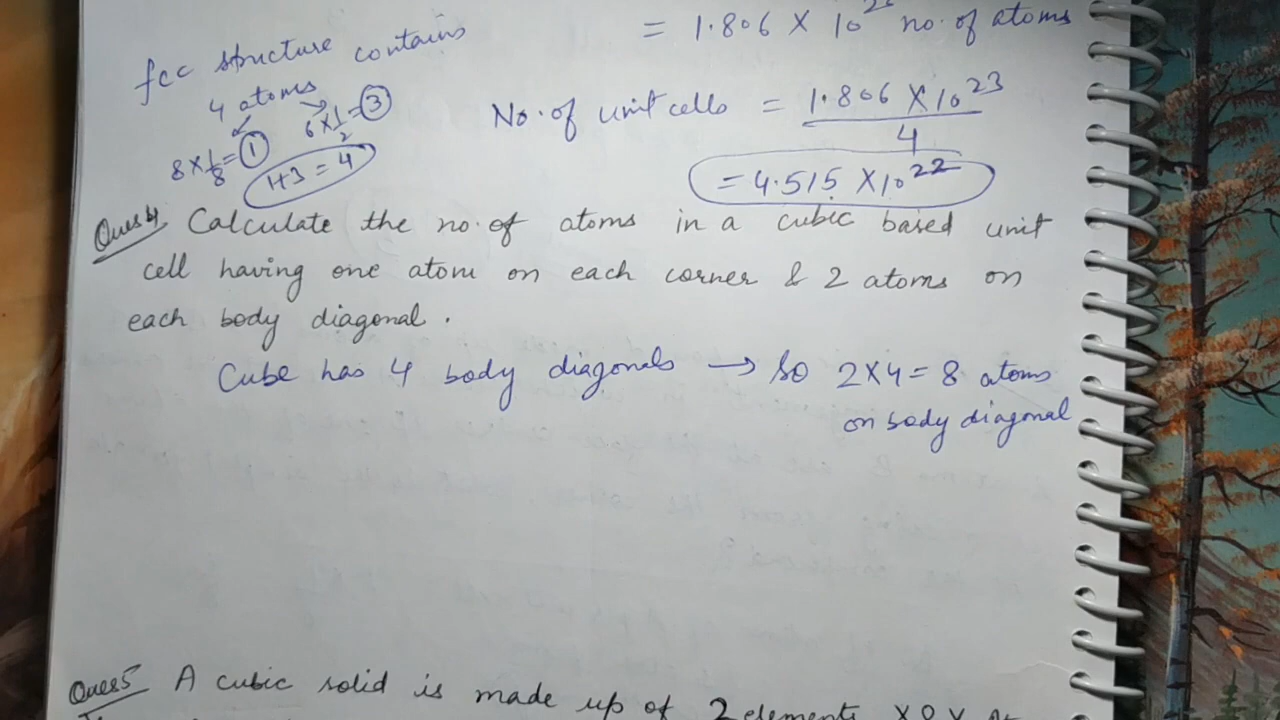 fcc structure contains
4 atoms
8×1/8=1
6×1/2=3
1+3=4
= 1.806 × 10 no. of atoms
No. of unit cells = 1.806 × 10^23
4
= 4.515 × 10^22
Ques 4 Calculate the no. of atoms in a cubic based unit
cell having one atom on each corner & 2 atoms on
each body diagonal.
Cube has 4 body diagonals → So 2×4=8 atoms
on body diagonal
Ques 5 A cubic solid is made up of 2 elements X & Y